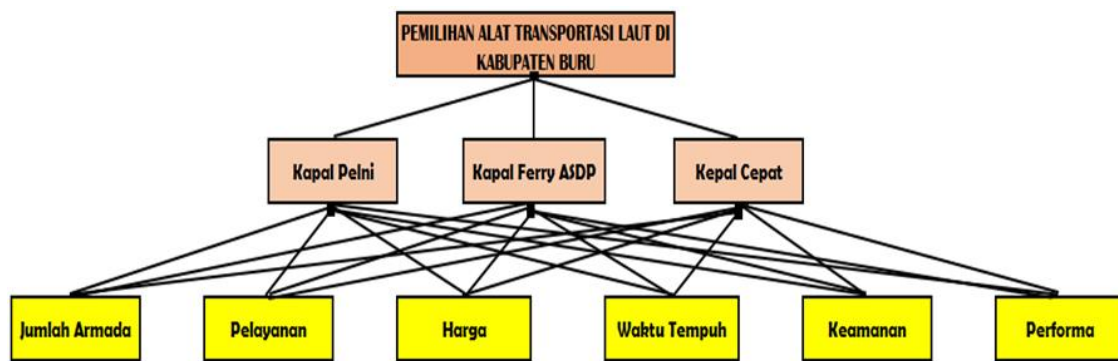 PEMILIHAN ALAT TRANSPORTASI LAUT DI
KABUPATEN BURU
Kapal Pelni
Kapal Ferry ASDP
Kepal Cepat
Jumlah Armada
Pelayanan
Harga
Waktu Tempuh
Keamanan
Performa